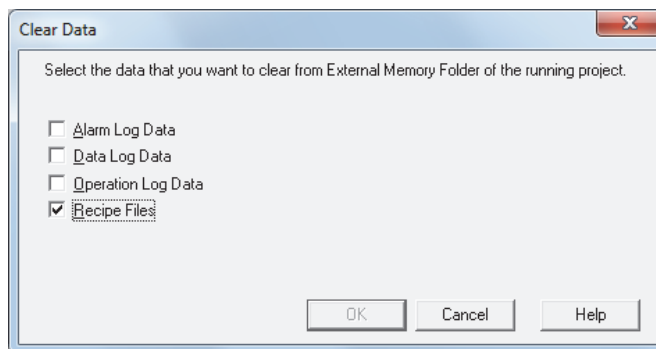 Clear Data
Select the data that you want to clear from External Memory Folder of the running project.
Alarm Log Data
Data Log Data
Operation Log Data
Recipe Files
OK Cancel Help